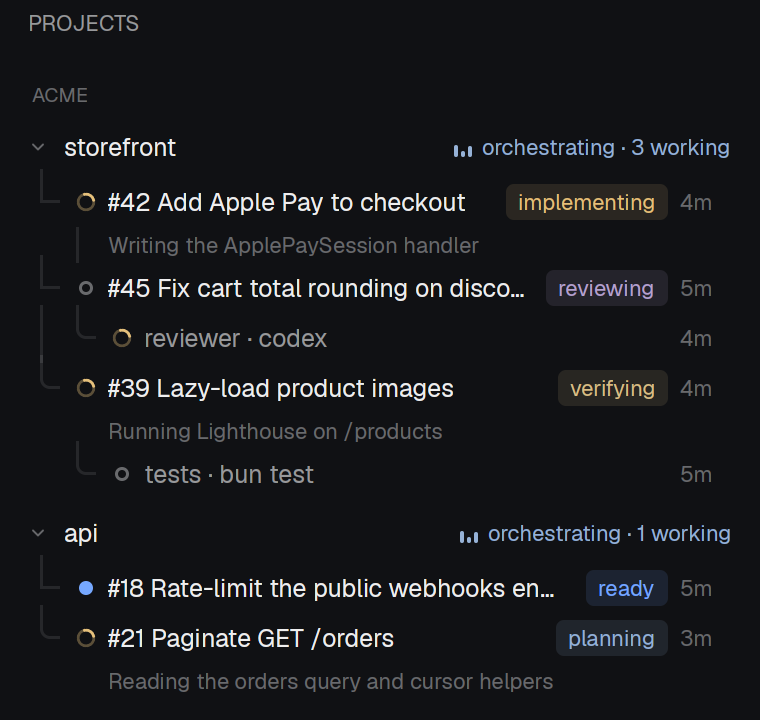 PROJECTS
ACME
storefront orchestrating · 3 working
#42 Add Apple Pay to checkout implementing 4m
Writing the ApplePaySession handler
#45 Fix cart total rounding on disco… reviewing 5m
reviewer · codex 4m
#39 Lazy-load product images verifying 4m
Running Lighthouse on /products
tests · bun test 5m
api orchestrating · 1 working
#18 Rate-limit the public webhooks en… ready 5m
#21 Paginate GET /orders planning 3m
Reading the orders query and cursor helpers